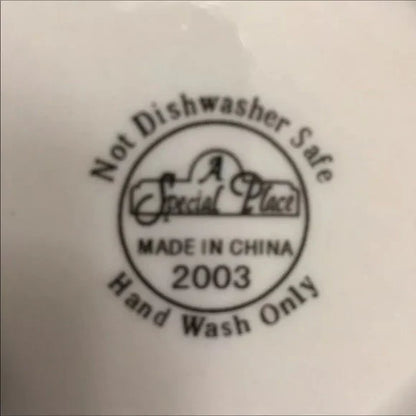 Not Dishwasher Safe
A
Special Place
MADE IN CHINA
2003
Hand Wash Only